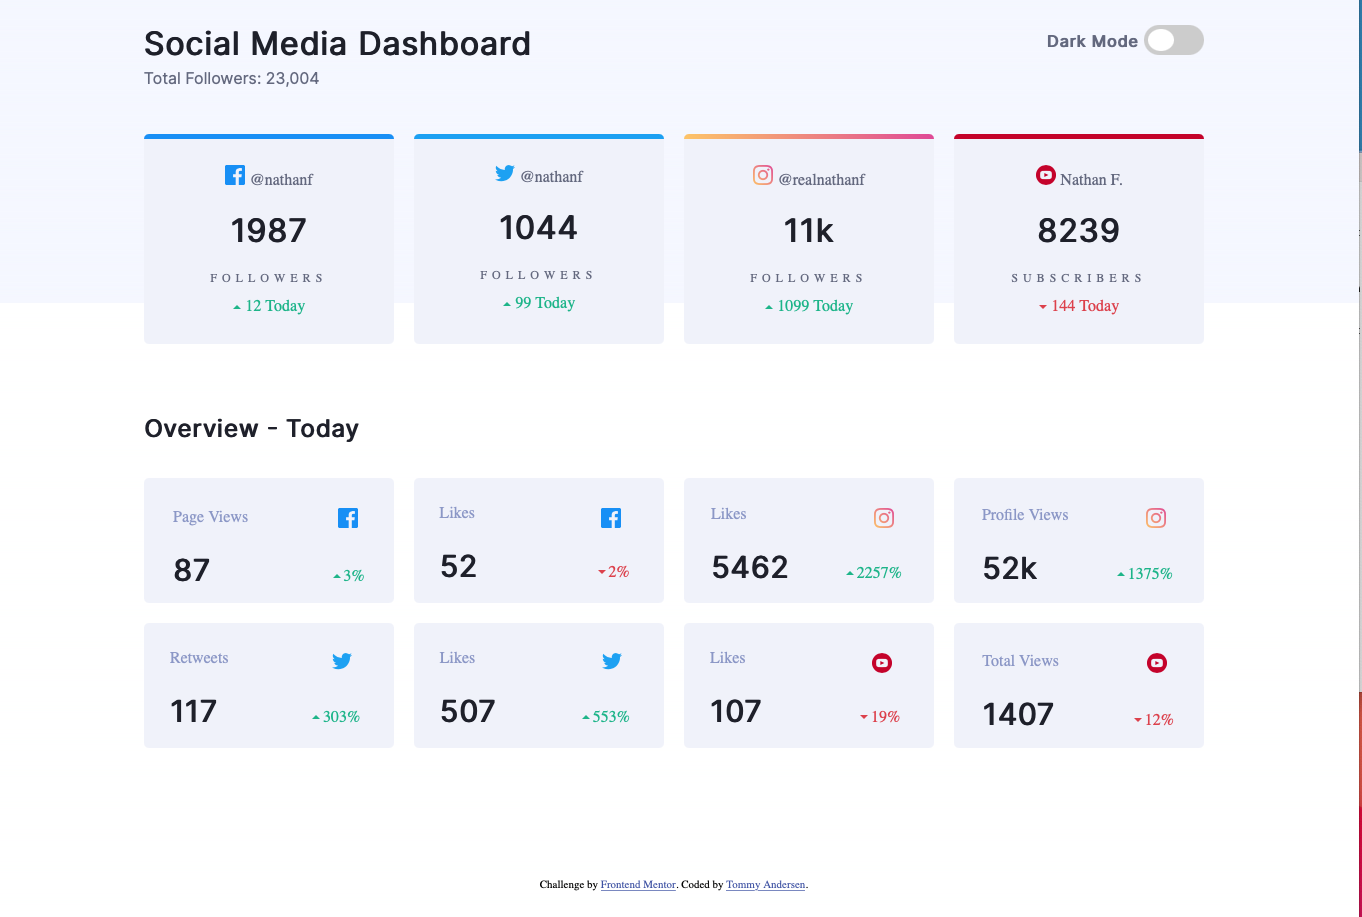 Social Media Dashboard
Dark Mode
Total Followers: 23,004
@nathanf
@nathanf
@realnathanf
Nathan F.
1987
1044
11k
8239
FOLLOWERS
FOLLOWERS
FOLLOWERS
SUBSCRIBERS
12 Today
99 Today
1099 Today
144 Today
Overview - Today
Page Views
Likes
Likes
Profile Views
87
3%
52
2%
5462
2257%
52k
1375%
Retweets
Likes
Likes
Total Views
117
303%
507
553%
107
19%
1407
12%
Challenge by Frontend Mentor. Coded by Tommy Andersen.